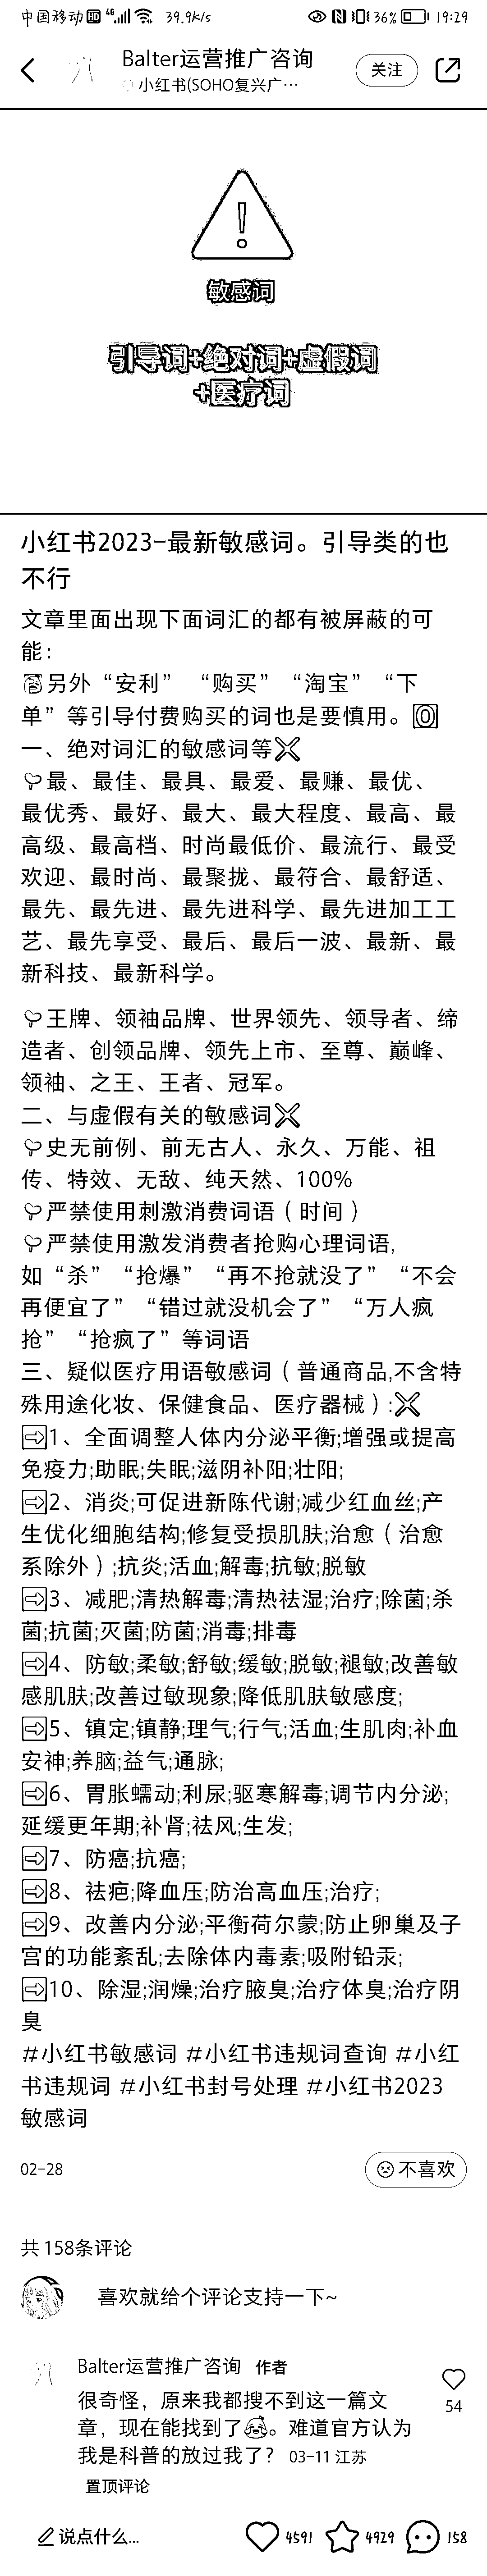 中国移动 HD 4G 39.9K/s 36% 19:29
Balter运营推广咨询
小红书(SOHO复兴广…
关注
敏感词
引导词+绝对词+虚假词
+医疗词
小红书2023-最新敏感词。引导类的也
不行
文章里面出现下面词汇的都有被屏蔽的可
能：
另外“安利”“购买”“淘宝”“下
单”等引导付费购买的词也是要慎用。
一、绝对词汇的敏感词等❌
最、最佳、最具、最爱、最赚、最优、
最优秀、最好、最大、最大程度、最高、最
高级、最高档、时尚最低价、最流行、最受
欢迎、最时尚、最聚拢、最符合、最舒适、
最先、最先进、最先进科学、最先进加工工
艺、最先享受、最后、最后一波、最新、最
新科技、最新科学。
王牌、领袖品牌、世界领先、领导者、缔
造者、创领品牌、领先上市、至尊、巅峰、
领袖、之王、王者、冠军。
二、与虚假有关的敏感词❌
史无前例、前无古人、永久、万能、祖
传、特效、无敌、纯天然、100%
严禁使用刺激消费词语（时间）
严禁使用激发消费者抢购心理词语,
如“杀”“抢爆”“再不抢就没了”“不会
再便宜了”“错过就没机会了”“万人疯
抢”“抢疯了”等词语
三、疑似医疗用语敏感词（普通商品,不含特
殊用途化妆、保健食品、医疗器械）:❌
➡1、全面调整人体内分泌平衡;增强或提高
免疫力;助眠;失眠;滋阴补阳;壮阳;
➡2、消炎;可促进新陈代谢;减少红血丝;产
生优化细胞结构;修复受损肌肤;治愈（治愈
系除外）;抗炎;活血;解毒;抗敏;脱敏
➡3、减肥;清热解毒;清热祛湿;治疗;除菌;杀
菌;抗菌;灭菌;防菌;消毒;排毒
➡4、防敏;柔敏;舒敏;缓敏;脱敏;褪敏;改善敏
感肌肤;改善过敏现象;降低肌肤敏感度;
➡5、镇定;镇静;理气;行气;活血;生肌肉;补血
安神;养脑;益气;通脉;
➡6、胃胀蠕动;利尿;驱寒解毒;调节内分泌;
延缓更年期;补肾;祛风;生发;
➡7、防癌;抗癌;
➡8、祛疤;降血压;防治高血压;治疗;
➡9、改善内分泌;平衡荷尔蒙;防止卵巢及子
宫的功能紊乱;去除体内毒素;吸附铅汞;
➡10、除湿;润燥;治疗腋臭;治疗体臭;治疗阴
臭
#小红书敏感词 #小红书违规词查询 #小红
书违规词 #小红书封号处理 #小红书2023
敏感词
02-28 不喜欢
共 158条评论
喜欢就给个评论支持一下~
Balter运营推广咨询 作者
很奇怪，原来我都搜不到这一篇文
章，现在能找到了。难道官方认为
我是科普的放过我了？ 03-11 江苏
54
置顶评论
说点什么... 4591 4929 158